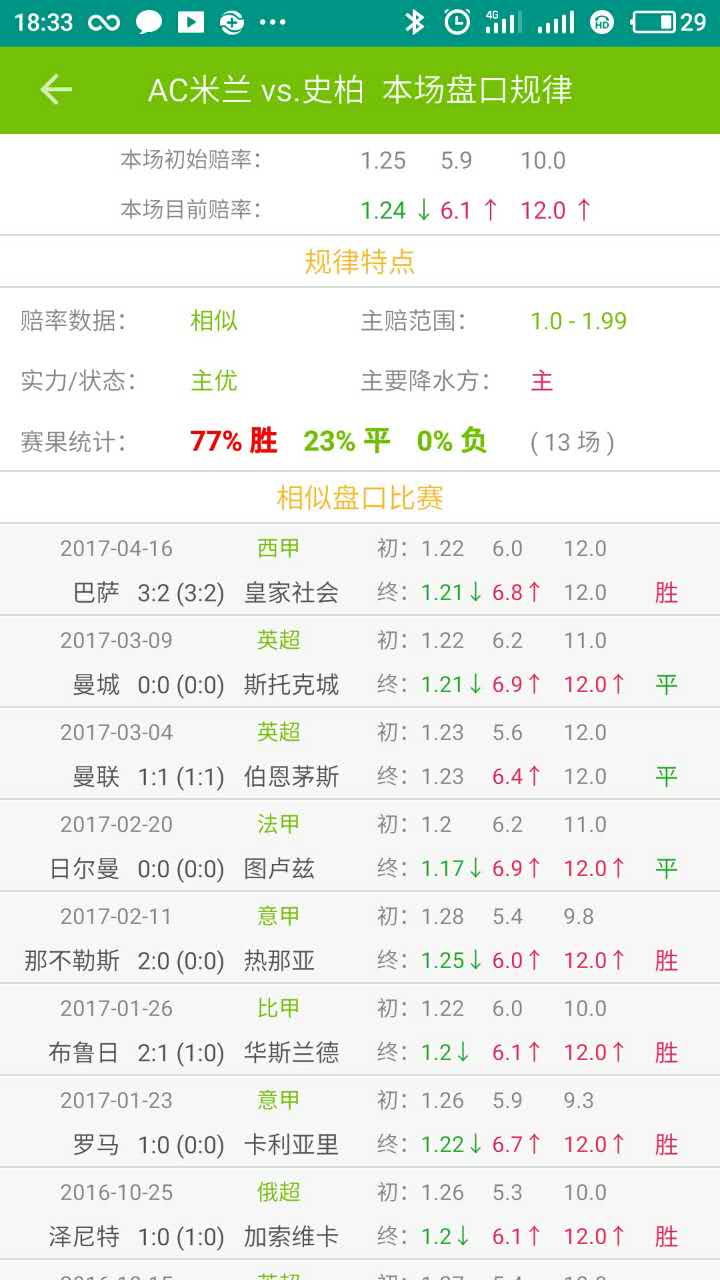 18:33 4G HD 29
AC米兰 vs.史柏 本场盘口规律
本场初始赔率: 1.25 5.9 10.0
本场目前赔率: 1.24 ↓ 6.1 ↑ 12.0 ↑
规律特点
赔率数据: 相似 主赔范围: 1.0 - 1.99
实力/状态: 主优 主要降水方: 主
赛果统计: 77% 胜 23% 平 0% 负 ( 13 场 )
相似盘口比赛
2017-04-16 西甲 初: 1.22 6.0 12.0
巴萨 3:2 (3:2) 皇家社会 终: 1.21↓ 6.8↑ 12.0 胜
2017-03-09 英超 初: 1.22 6.2 11.0
曼城 0:0 (0:0) 斯托克城 终: 1.21↓ 6.9↑ 12.0↑ 平
2017-03-04 英超 初: 1.23 5.6 12.0
曼联 1:1 (1:1) 伯恩茅斯 终: 1.23 6.4↑ 12.0 平
2017-02-20 法甲 初: 1.2 6.2 11.0
日尔曼 0:0 (0:0) 图卢兹 终: 1.17↓ 6.9↑ 12.0↑ 平
2017-02-11 意甲 初: 1.28 5.4 9.8
那不勒斯 2:0 (0:0) 热那亚 终: 1.25↓ 6.0↑ 12.0↑ 胜
2017-01-26 比甲 初: 1.22 6.0 10.0
布鲁日 2:1 (1:0) 华斯兰德 终: 1.2↓ 6.1↑ 12.0↑ 胜
2017-01-23 意甲 初: 1.26 5.9 9.3
罗马 1:0 (0:0) 卡利亚里 终: 1.22↓ 6.7↑ 12.0↑ 胜
2016-10-25 俄超 初: 1.26 5.3 10.0
泽尼特 1:0 (1:0) 加索维卡 终: 1.2↓ 6.1↑ 12.0↑ 胜